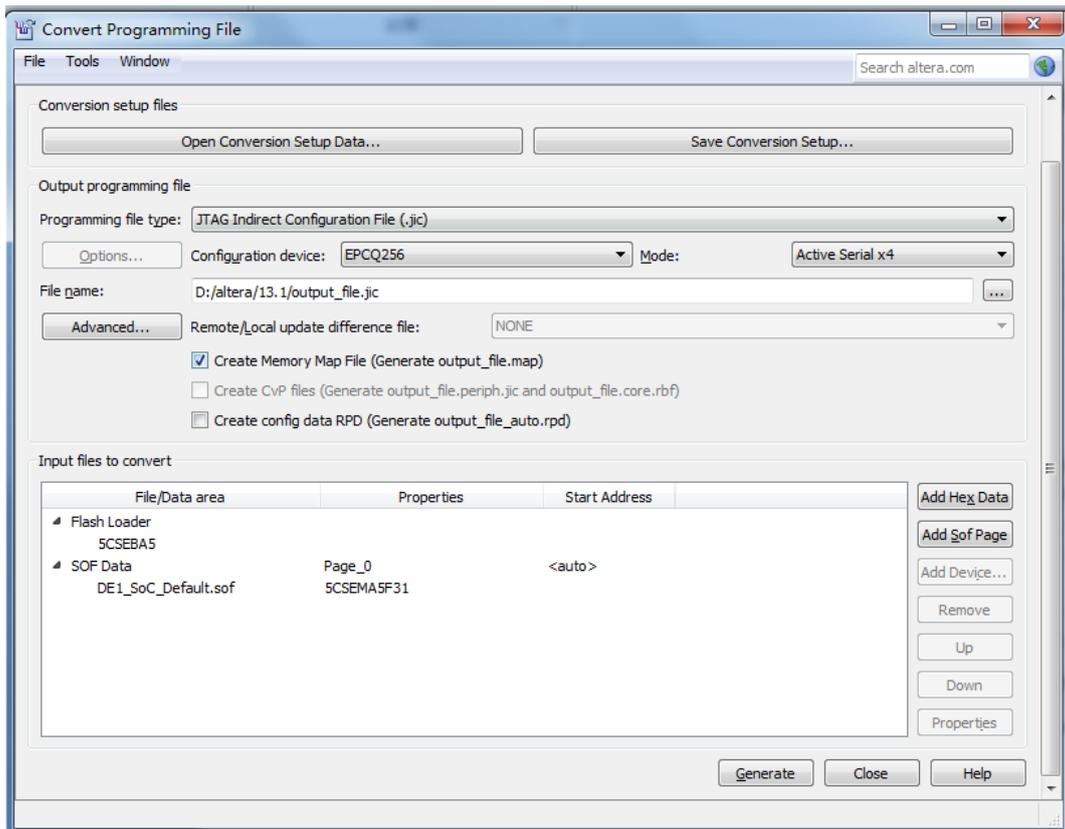 Convert Programming File
File Tools Window Search altera.com
Conversion setup files
Open Conversion Setup Data... Save Conversion Setup...
Output programming file
Programming file type: JTAG Indirect Configuration File (.jic)
Options... Configuration device: EPCQ256 Mode: Active Serial x4
File name: D:/altera/13.1/output_file.jic ...
Advanced... Remote/Local update difference file: NONE
Create Memory Map File (Generate output_file.map)
Create CvP files (Generate output_file.periph.jic and output_file.core.rbf)
Create config data RPD (Generate output_file_auto.rpd)
Input files to convert
File/Data area Properties Start Address Add Hex Data
Flash Loader
5CSEBA5 Add Sof Page
SOF Data Page_0 <auto> Add Device...
DE1_SoC_Default.sof 5CSEMA5F31
Remove
Up
Down
Properties
Generate Close Help